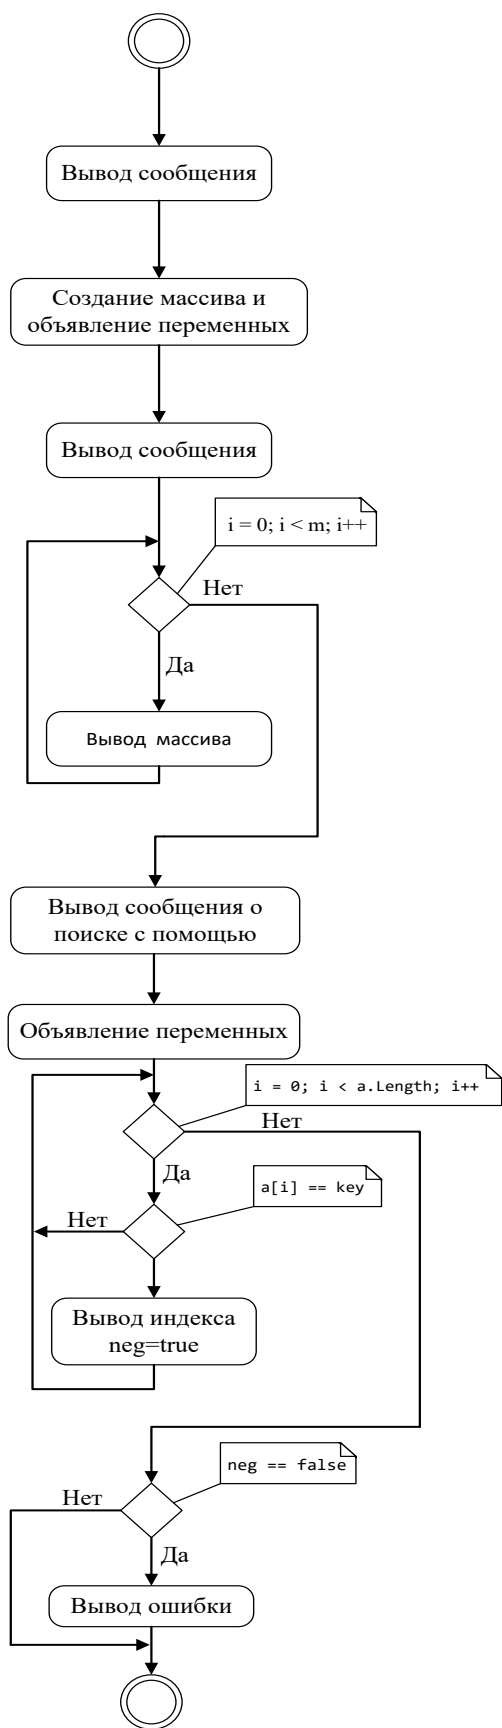 Вывод сообщения
Создание массива и
объявление переменных
Вывод сообщения
i = 0; i < m; i++
Нет
Да
Вывод массива
Вывод сообщения о
поиске с помощью
Объявление переменных
i = 0; i < a.Length; i++
Нет
Да
a[i] == key
Нет
Вывод индекса
neg=true
neg == false
Нет
Да
Вывод ошибки